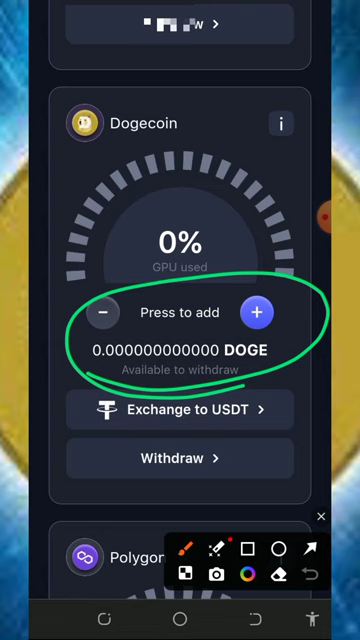 Dogecoin
i
0%
GPU used
− Press to add +
0.000000000000 DOGE
Available to withdraw
Exchange to USDT >
Withdraw >
Polygon